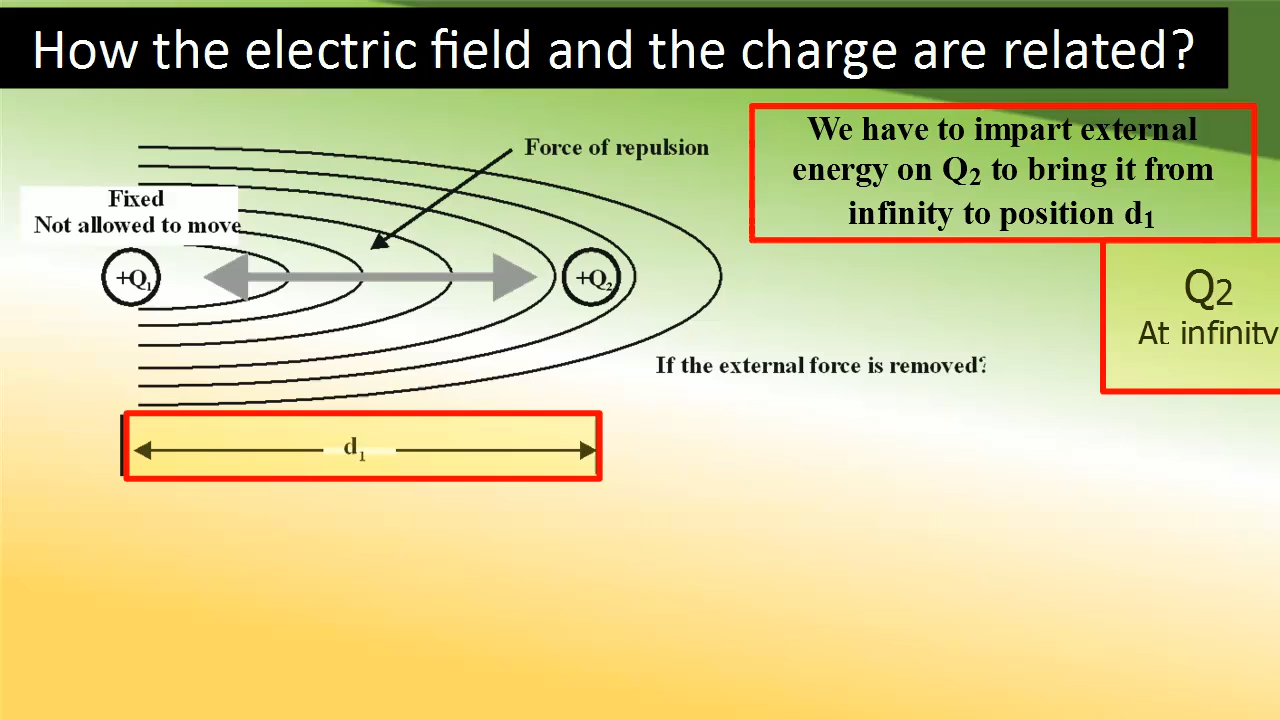 How the electric field and the charge are related?
We have to impart external
energy on Q₂ to bring it from
infinity to position d₁
Force of repulsion
Fixed
Not allowed to move
+Q₁
+Q₂
Q₂
At infinity
If the external force is removed?
d₁